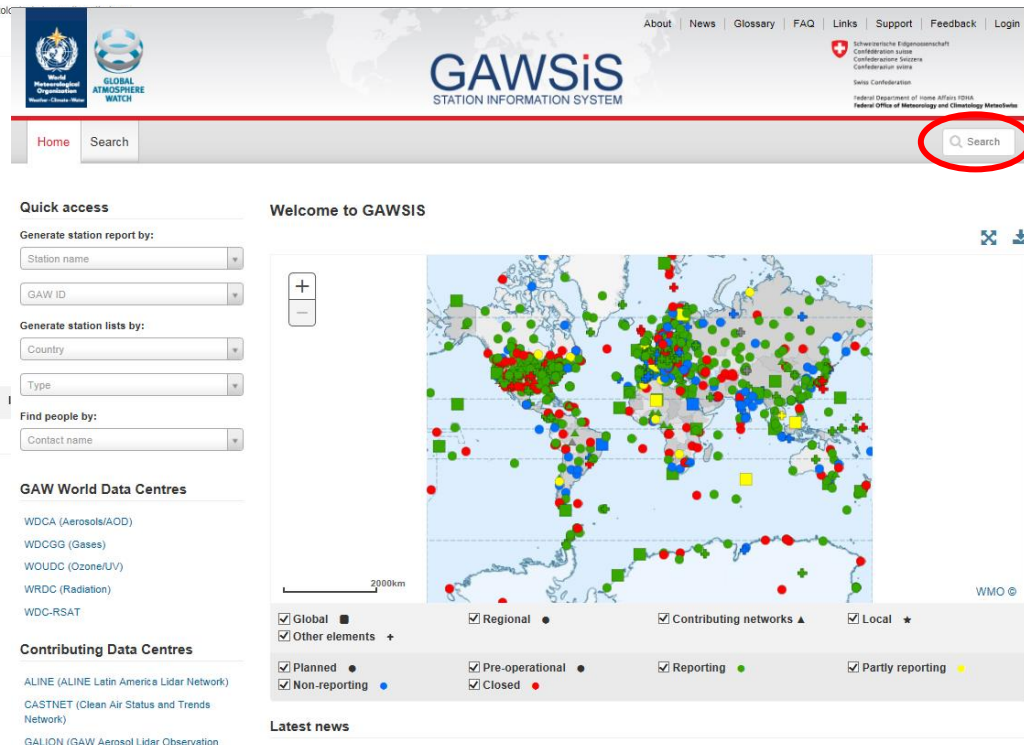 About News Glossary FAQ Links Support Feedback Login
World
Meteorological
Organisation
Weather · Climate · Water
GLOBAL
ATMOSPHERE
WATCH
GAWSiS
STATION INFORMATION SYSTEM
Schweizerische Eidgenossenschaft
Confédération suisse
Confederazione Svizzera
Confederaziun svizra
Swiss Confederation
Federal Department of Home Affairs FDHA
Federal Office of Meteorology and Climatology MeteoSwiss
Home Search
Search
Quick access
Generate station report by:
Station name
GAW ID
Generate station lists by:
Country
Type
Find people by:
Contact name
GAW World Data Centres
WDCA (Aerosols/AOD)
WDCGG (Gases)
WOUDC (Ozone/UV)
WRDC (Radiation)
WDC-RSAT
Contributing Data Centres
ALINE (ALINE Latin America Lidar Network)
CASTNET (Clean Air Status and Trends
Network)
GALION (GAW Aerosol Lidar Observation
Welcome to GAWSIS
+
−
2000km
WMO ©
Global Regional Contributing networks Local
Other elements
Planned Pre-operational Reporting Partly reporting
Non-reporting Closed
Latest news